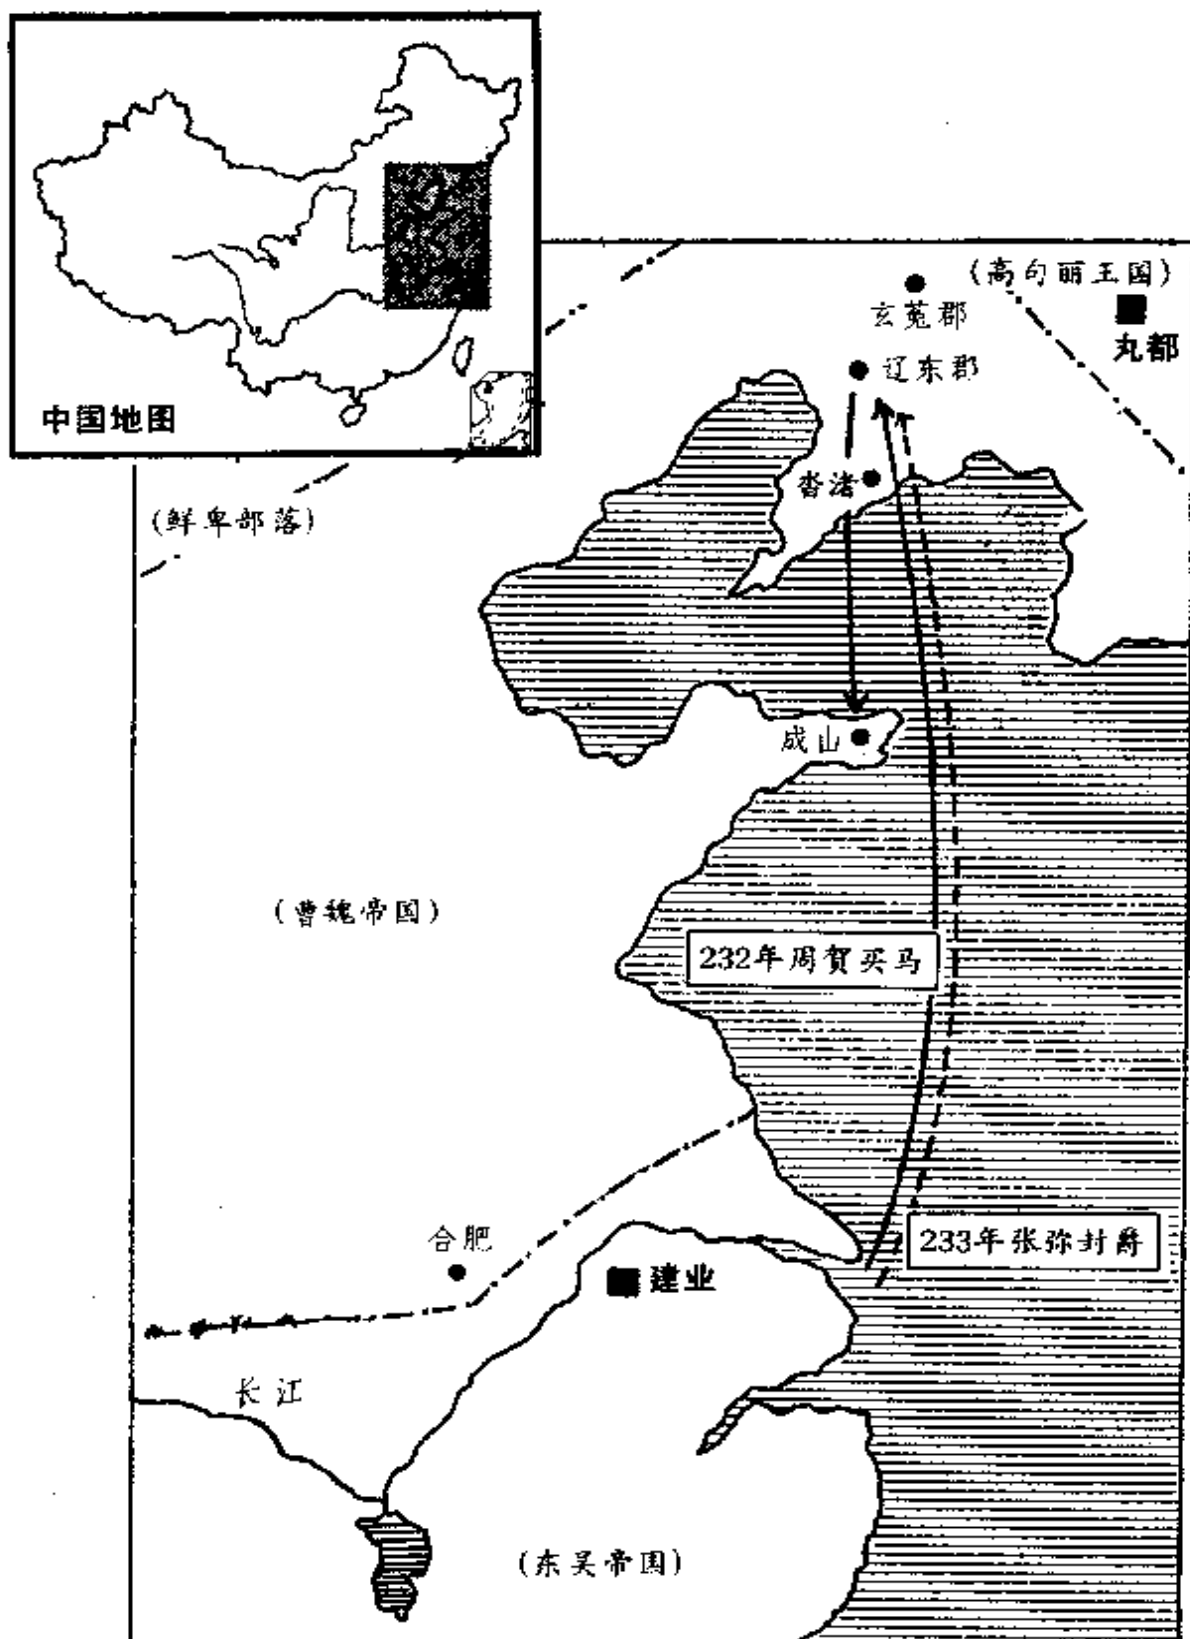 中国地图
(高句丽王国)
玄菟郡
丸都
辽东郡
沓渚
(鲜卑部落)
成山
(曹魏帝国)
232年周贺买马
233年张弥封爵
合肥
建业
长江
(东吴帝国)